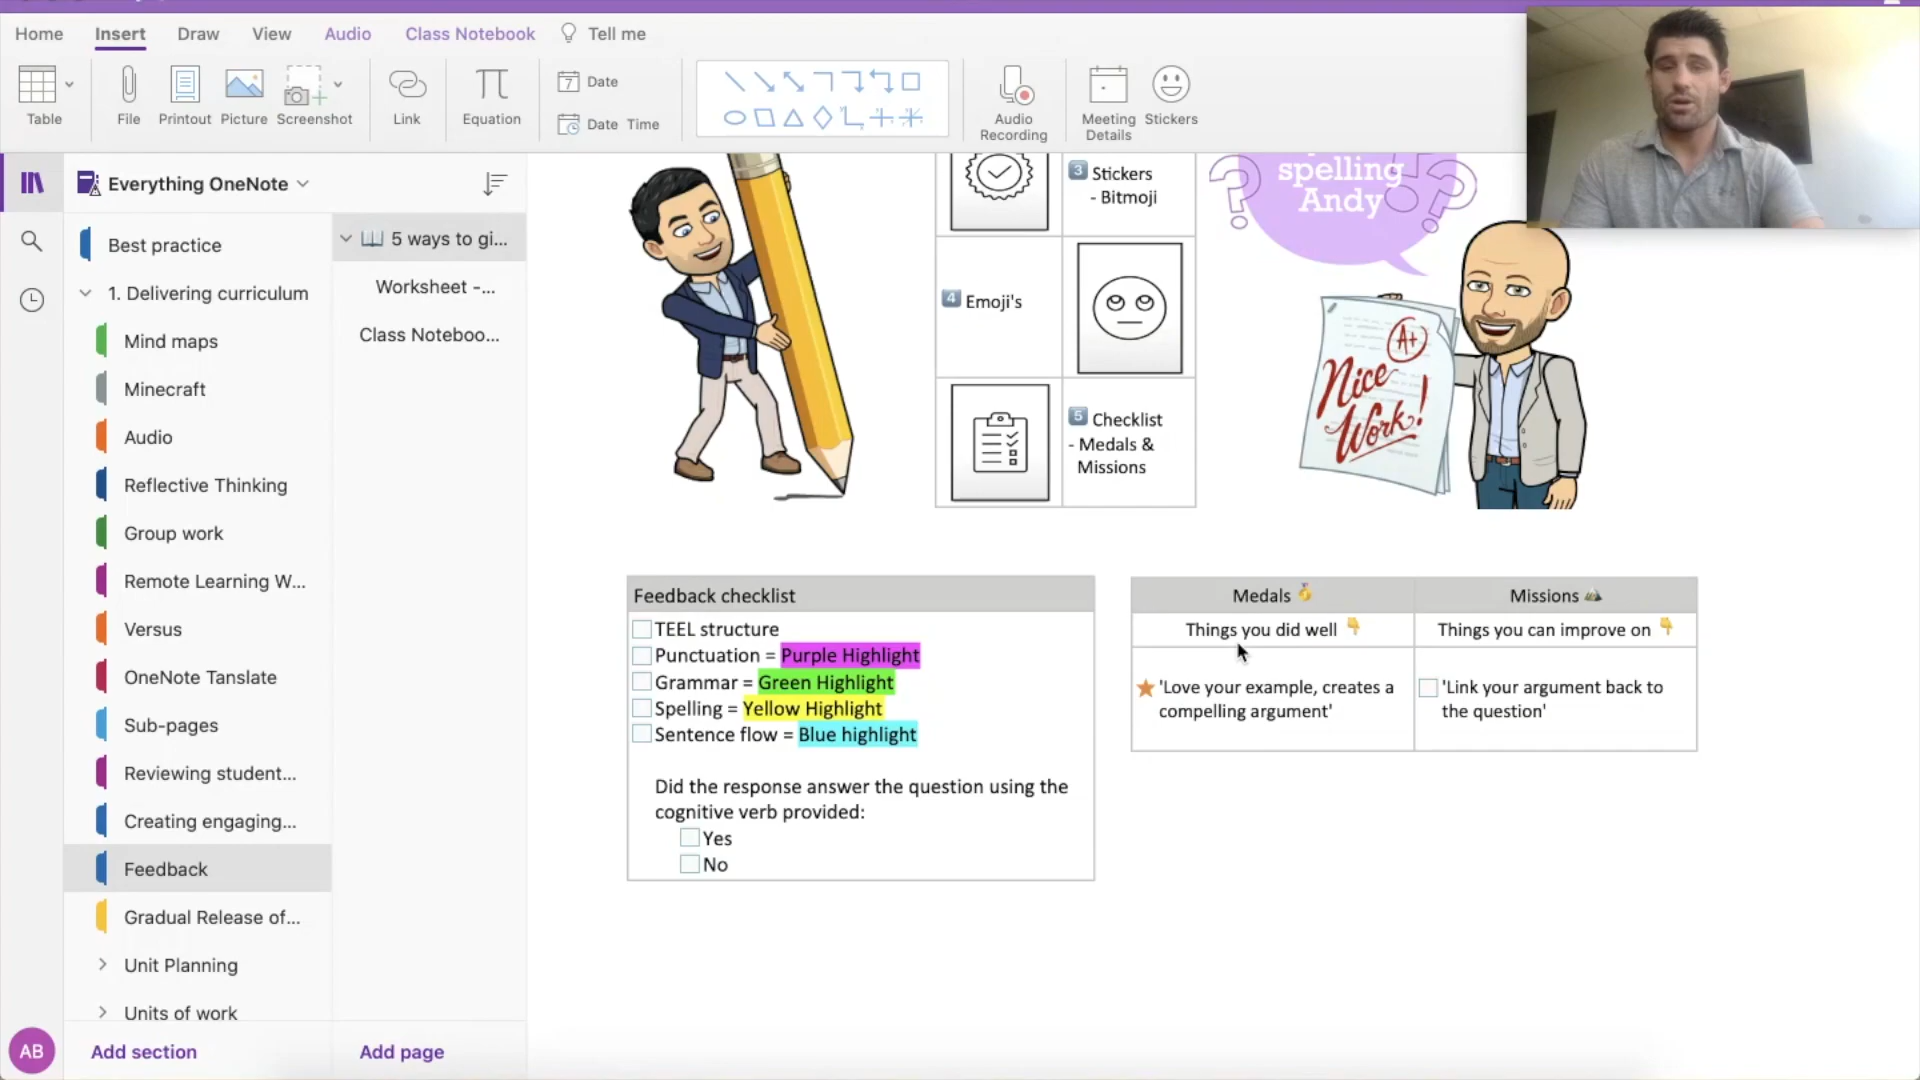 Home
Insert
Draw
View
Audio
Class Notebook
Tell me
Table
File
Printout
Picture
Screenshot
Link
Equation
7 Date
Date Time
Audio
Recording
Meeting
Details
Stickers
Everything OneNote
Best practice
1. Delivering curriculum
Mind maps
Minecraft
Audio
Reflective Thinking
Group work
Remote Learning W...
Versus
OneNote Tanslate
Sub-pages
Reviewing student...
Creating engaging...
Feedback
Gradual Release of...
Unit Planning
Units of work
Add section
AB
5 ways to gi...
Worksheet -...
Class Noteboo...
Add page
3 Stickers
- Bitmoji
4 Emoji's
5 Checklist
- Medals &
Missions
spelling
Andy
A+
Nice
Work!
Feedback checklist
TEEL structure
Punctuation = Purple Highlight
Grammar = Green Highlight
Spelling = Yellow Highlight
Sentence flow = Blue highlight
Did the response answer the question using the
cognitive verb provided:
Yes
No
Medals
Missions
Things you did well
Things you can improve on
'Love your example, creates a
compelling argument'
'Link your argument back to
the question'